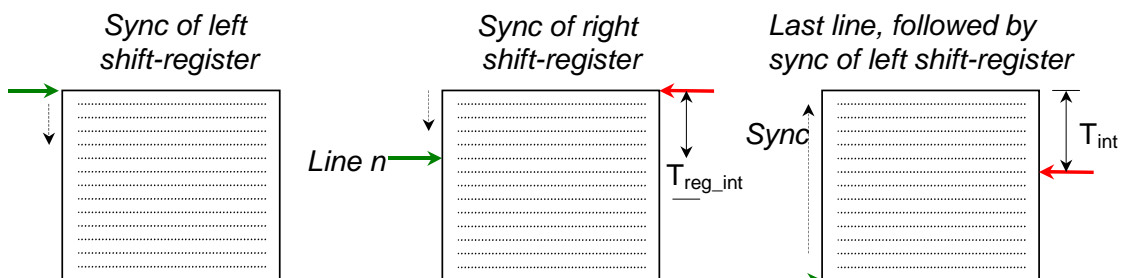 Sync of left
shift-register
Sync of right
shift-register
Last line, followed by
sync of left shift-register
Line n
T_reg_int
Sync
T_int